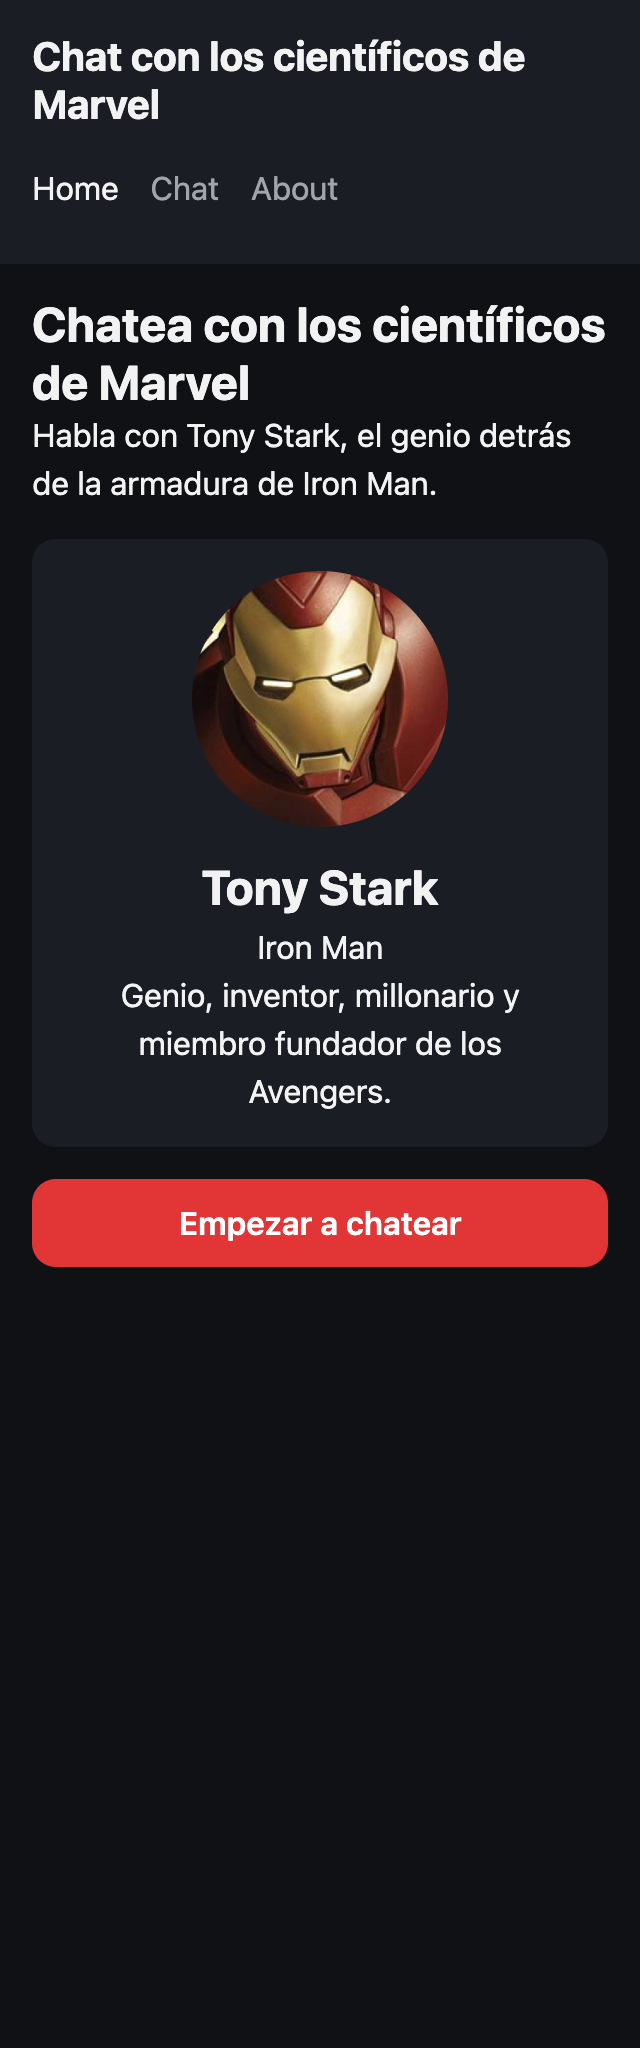 Chat con los científicos de
Marvel
Home Chat About
Chatea con los científicos
de Marvel
Habla con Tony Stark, el genio detrás
de la armadura de Iron Man.
Tony Stark
Iron Man
Genio, inventor, millonario y
miembro fundador de los
Avengers.
Empezar a chatear